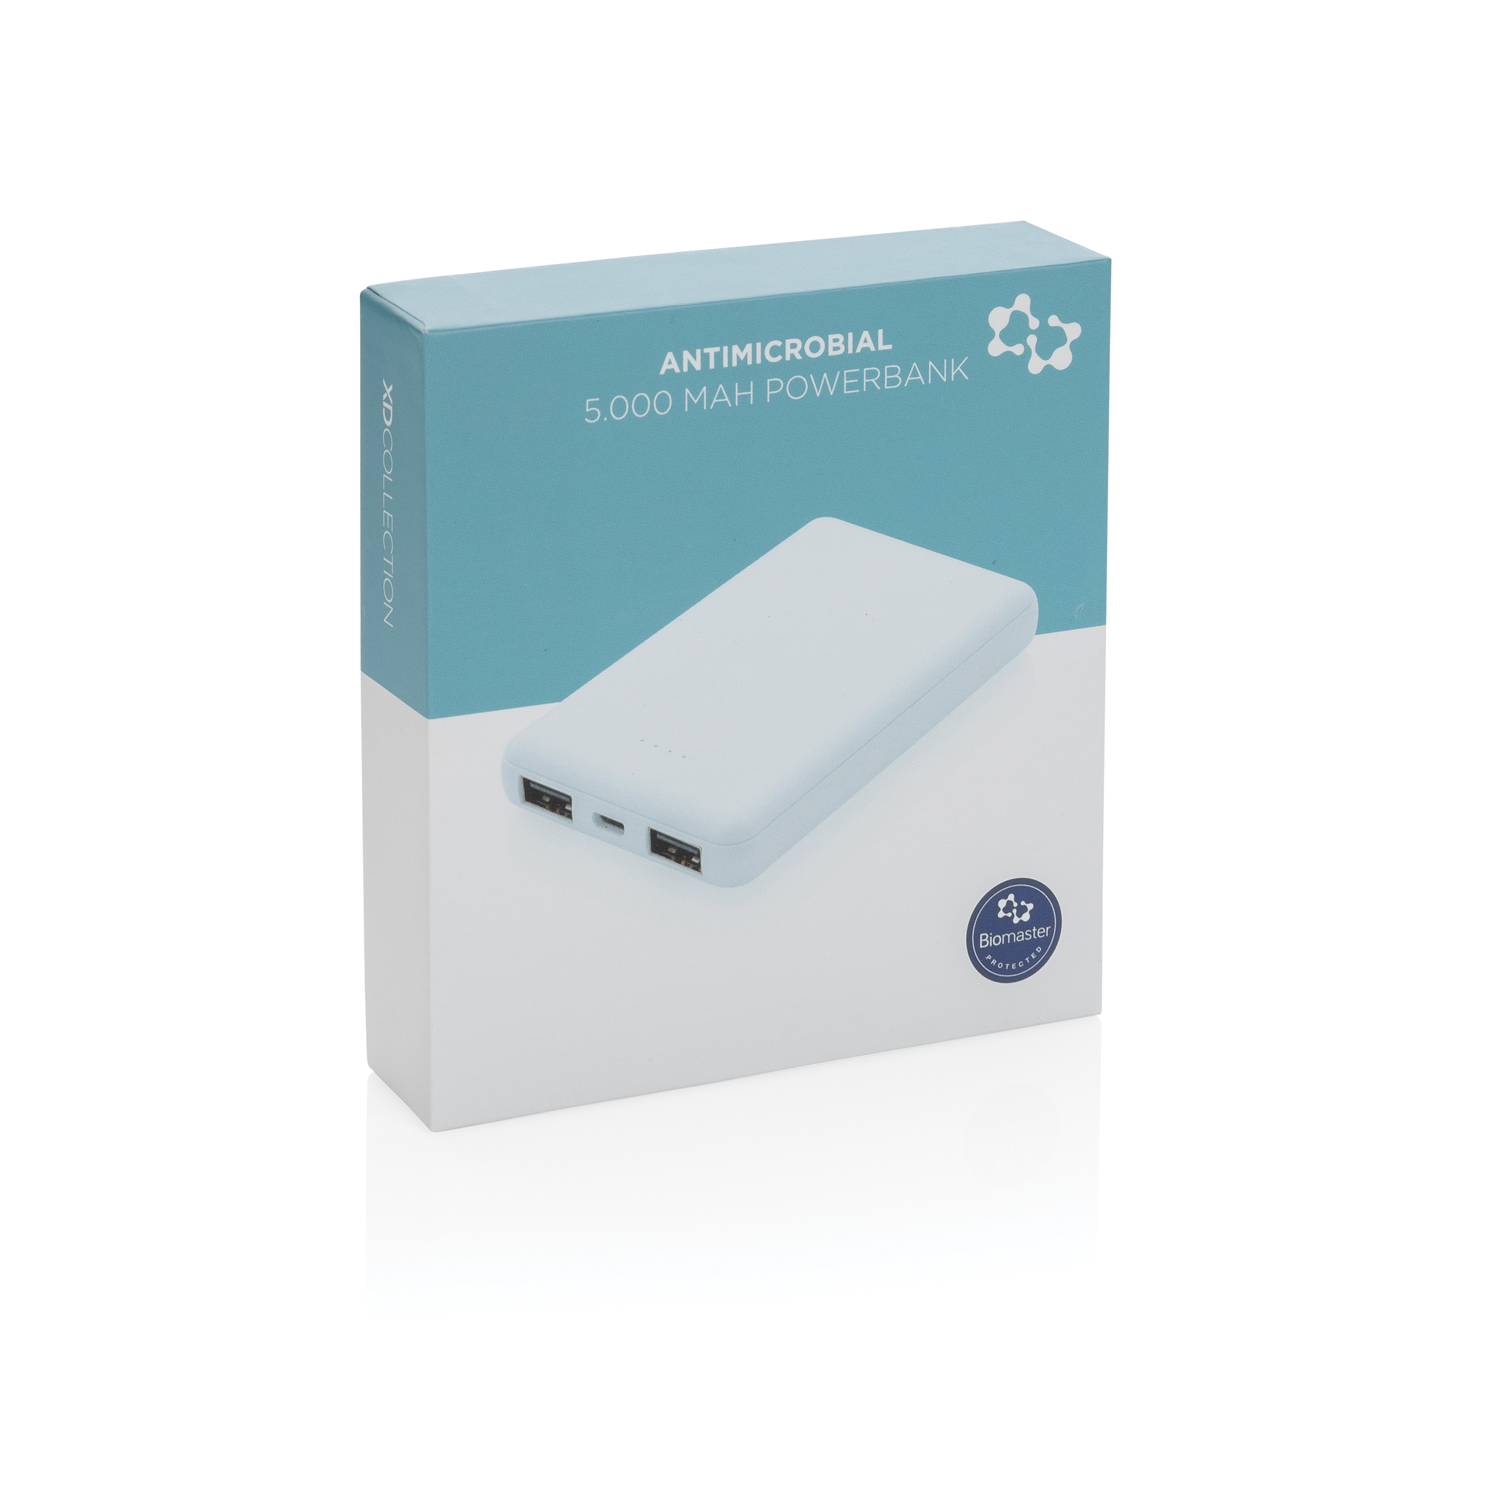 ANTIMICROBIAL
5.000 MAH POWERBANK
XDCOLLECTION
Biomaster
PROTECTED